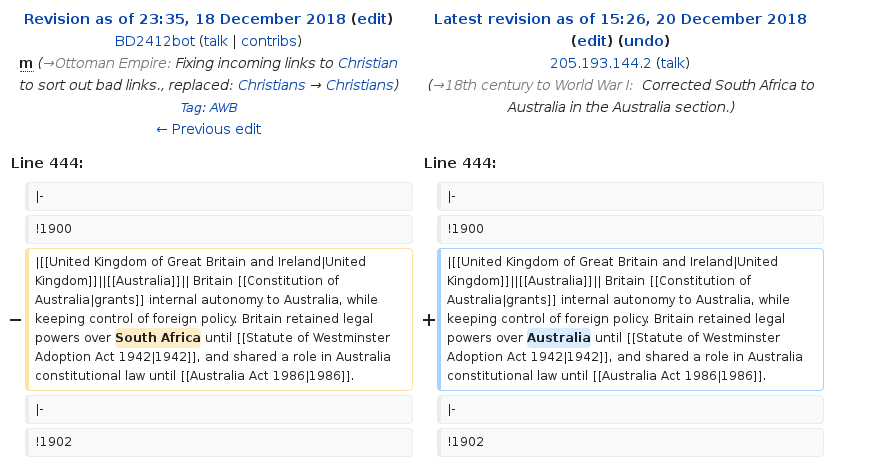 Revision as of 23:35, 18 December 2018 (edit)
BD2412bot (talk | contribs)
m (→Ottoman Empire: Fixing incoming links to Christian
to sort out bad links., replaced: Christians → Christians)
Tag: AWB
← Previous edit
Latest revision as of 15:26, 20 December 2018
(edit) (undo)
205.193.144.2 (talk)
(→18th century to World War I: Corrected South Africa to
Australia in the Australia section.)
Line 444:
|-
!1900
− |[[United Kingdom of Great Britain and Ireland|United
Kingdom]]||[[Australia]]|| Britain [[Constitution of
Australia|grants]] internal autonomy to Australia, while
keeping control of foreign policy. Britain retained legal
powers over South Africa until [[Statute of Westminster
Adoption Act 1942|1942]], and shared a role in Australia
constitutional law until [[Australia Act 1986|1986]].
|-
!1902
Line 444:
|-
!1900
+ |[[United Kingdom of Great Britain and Ireland|United
Kingdom]]||[[Australia]]|| Britain [[Constitution of
Australia|grants]] internal autonomy to Australia, while
keeping control of foreign policy. Britain retained legal
powers over Australia until [[Statute of Westminster
Adoption Act 1942|1942]], and shared a role in Australia
constitutional law until [[Australia Act 1986|1986]].
|-
!1902